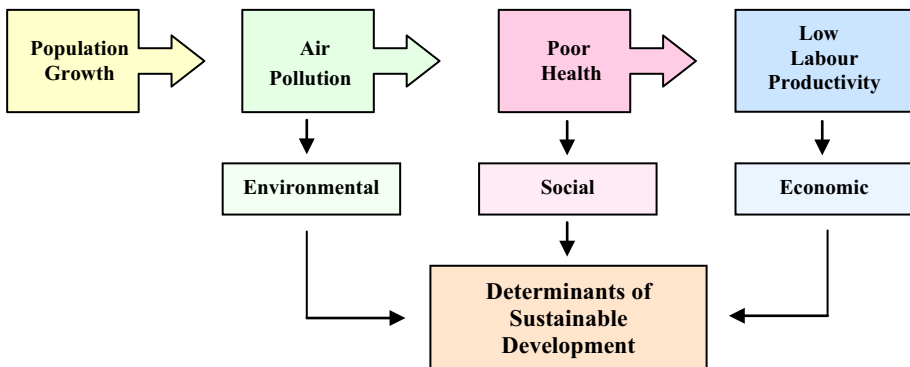 Population
Growth
Air
Pollution
Poor
Health
Low
Labour
Productivity
Environmental
Social
Economic
Determinants of
Sustainable
Development